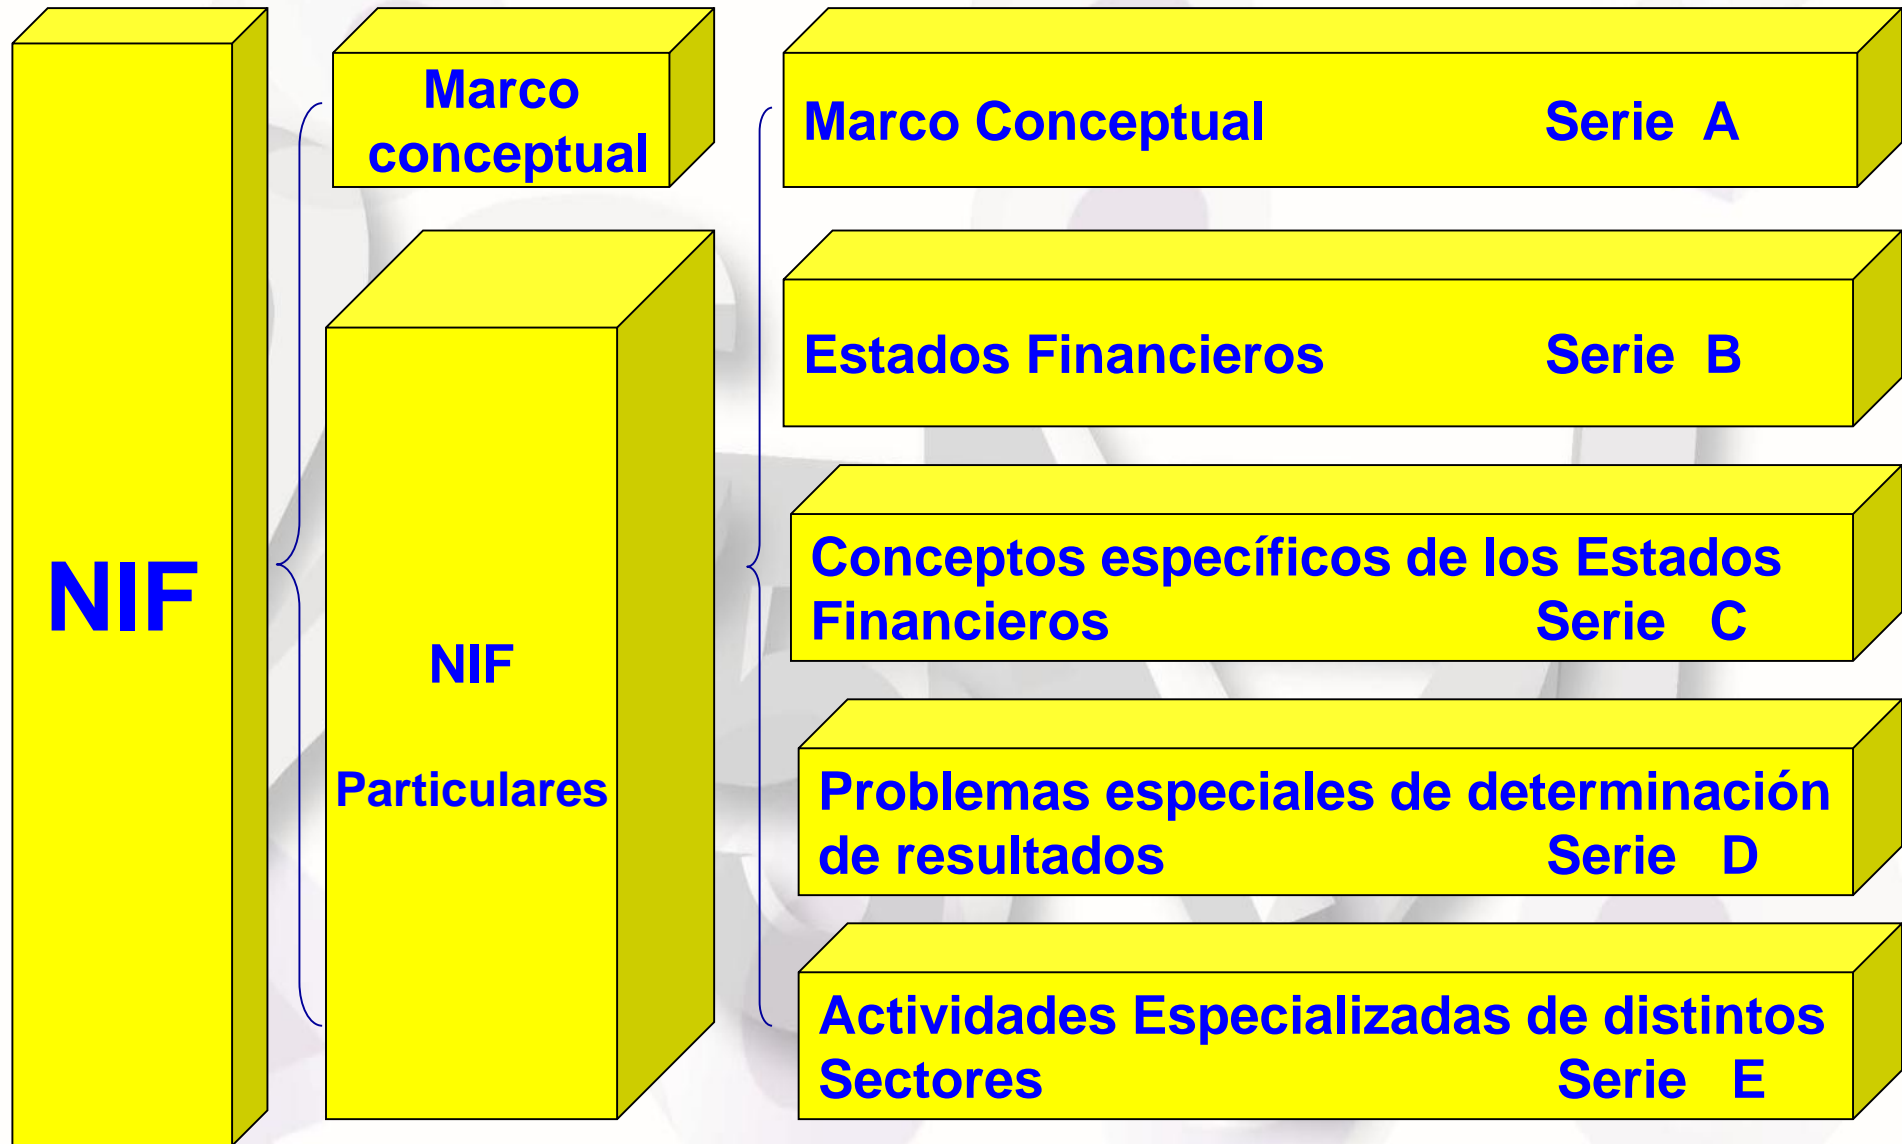 NIF
Marco
conceptual
NIF
Particulares
Marco Conceptual Serie A
Estados Financieros Serie B
Conceptos específicos de los Estados
Financieros Serie C
Problemas especiales de determinación
de resultados Serie D
Actividades Especializadas de distintos
Sectores Serie E